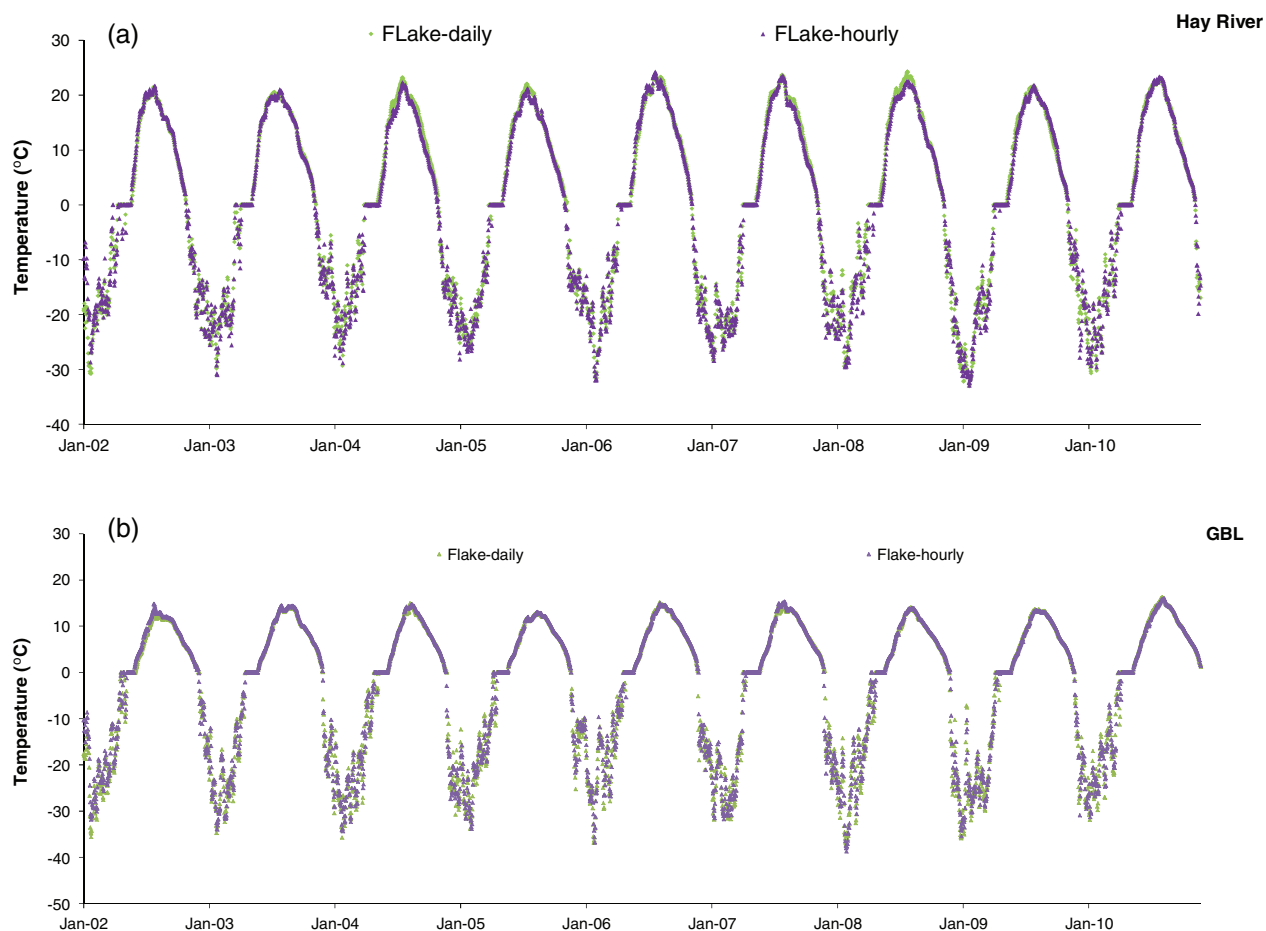 Hay River
(a)
FLake-daily
FLake-hourly
Temperature (°C)
30
20
10
0
-10
-20
-30
-40
Jan-02 Jan-03 Jan-04 Jan-05 Jan-06 Jan-07 Jan-08 Jan-09 Jan-10
GBL
(b)
Flake-daily
Flake-hourly
Temperature (°C)
30
20
10
0
-10
-20
-30
-40
-50
Jan-02 Jan-03 Jan-04 Jan-05 Jan-06 Jan-07 Jan-08 Jan-09 Jan-10